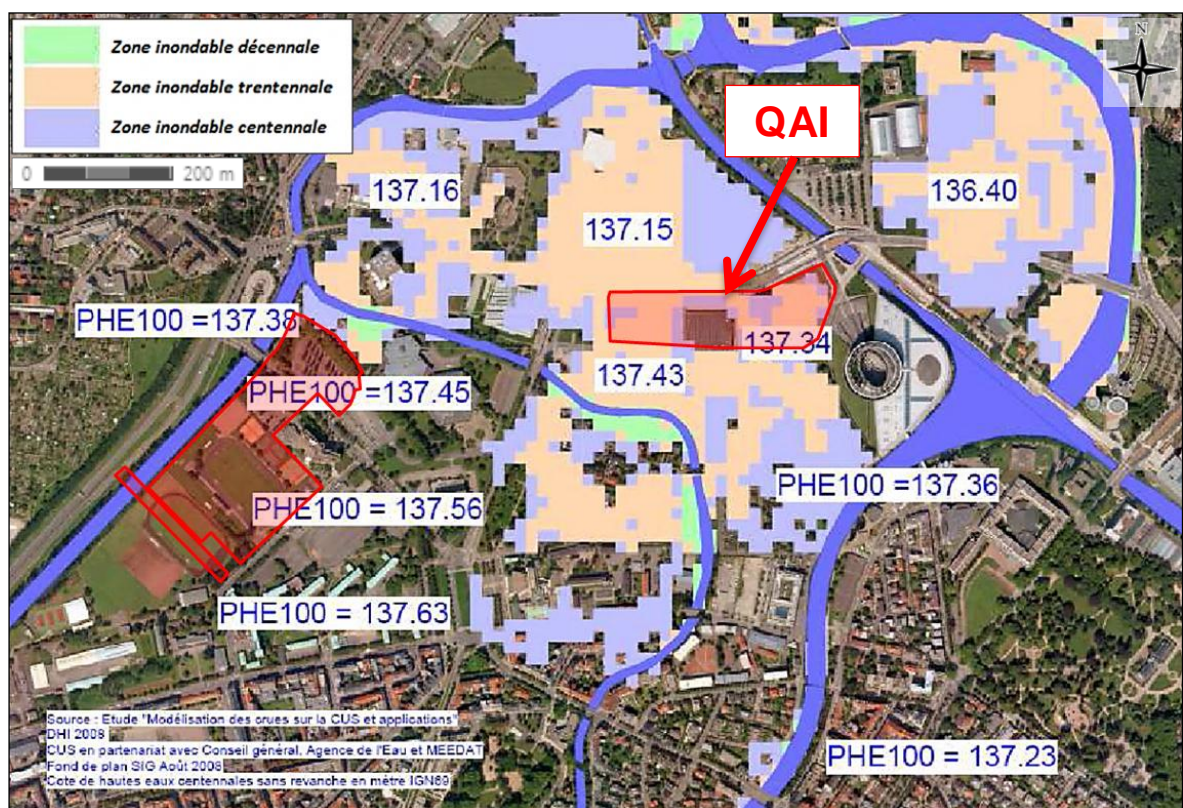 Zone inondable décennale
Zone inondable trentennale
Zone inondable centennale
0 200 m
N
QAI
137.16
137.15
136.40
PHE100 =137.38
137.34
137.43
PHE100 =137.45
PHE100 =137.36
PHE100 = 137.56
PHE100 = 137.63
PHE100 = 137.23
Source : Etude "Modélisation des crues sur la CUS et applications"
DHI 2008
CUS en partenariat avec Conseil général, Agence de l'Eau et MEEDAT
Fond de plan SIG Août 2008
Cote de hautes eaux centennales sans revanche en mètre IGN69